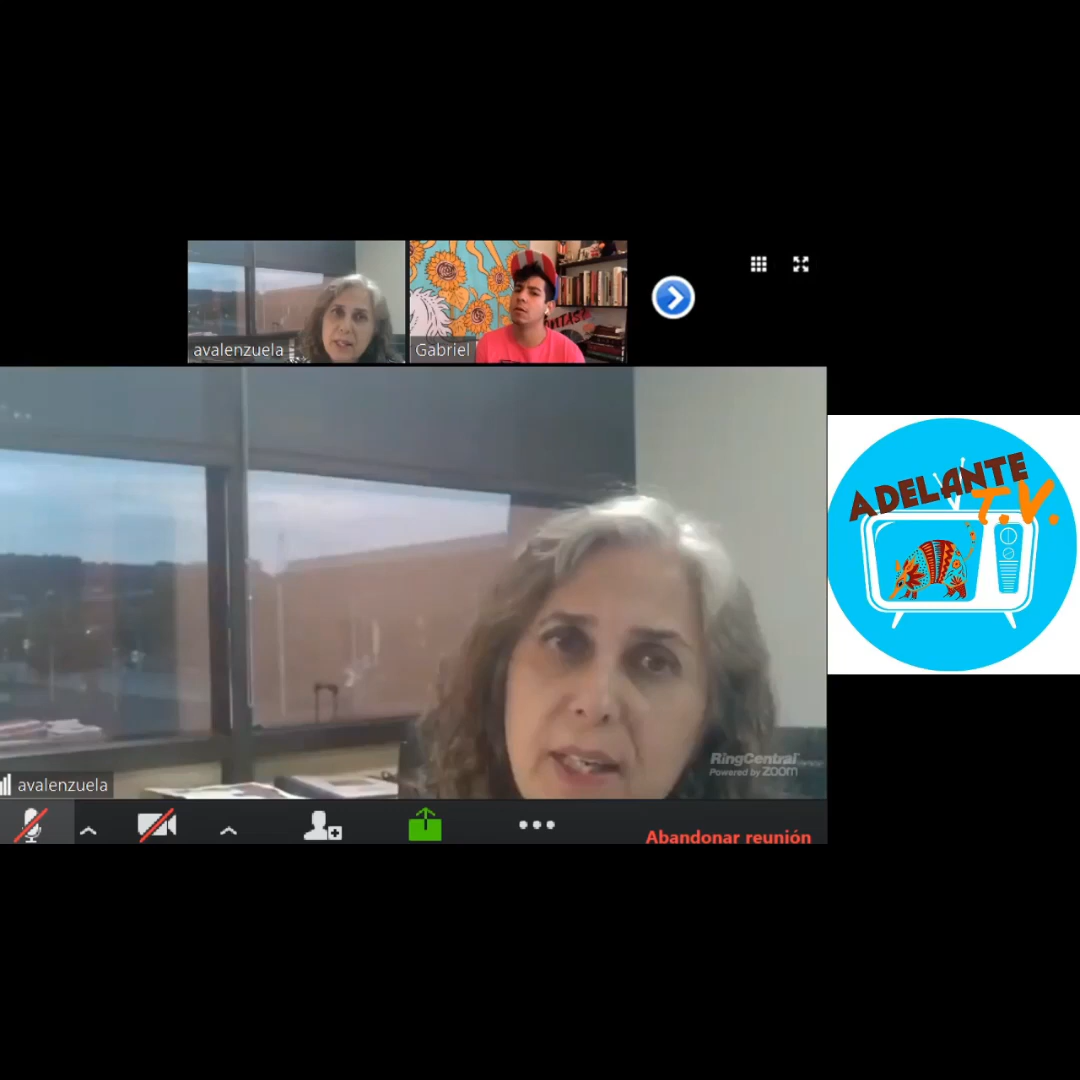 avalenzuela
Gabriel
ADELANTE
T.V.
RingCentral
Powered by zoom
avalenzuela
Abandonar reunión